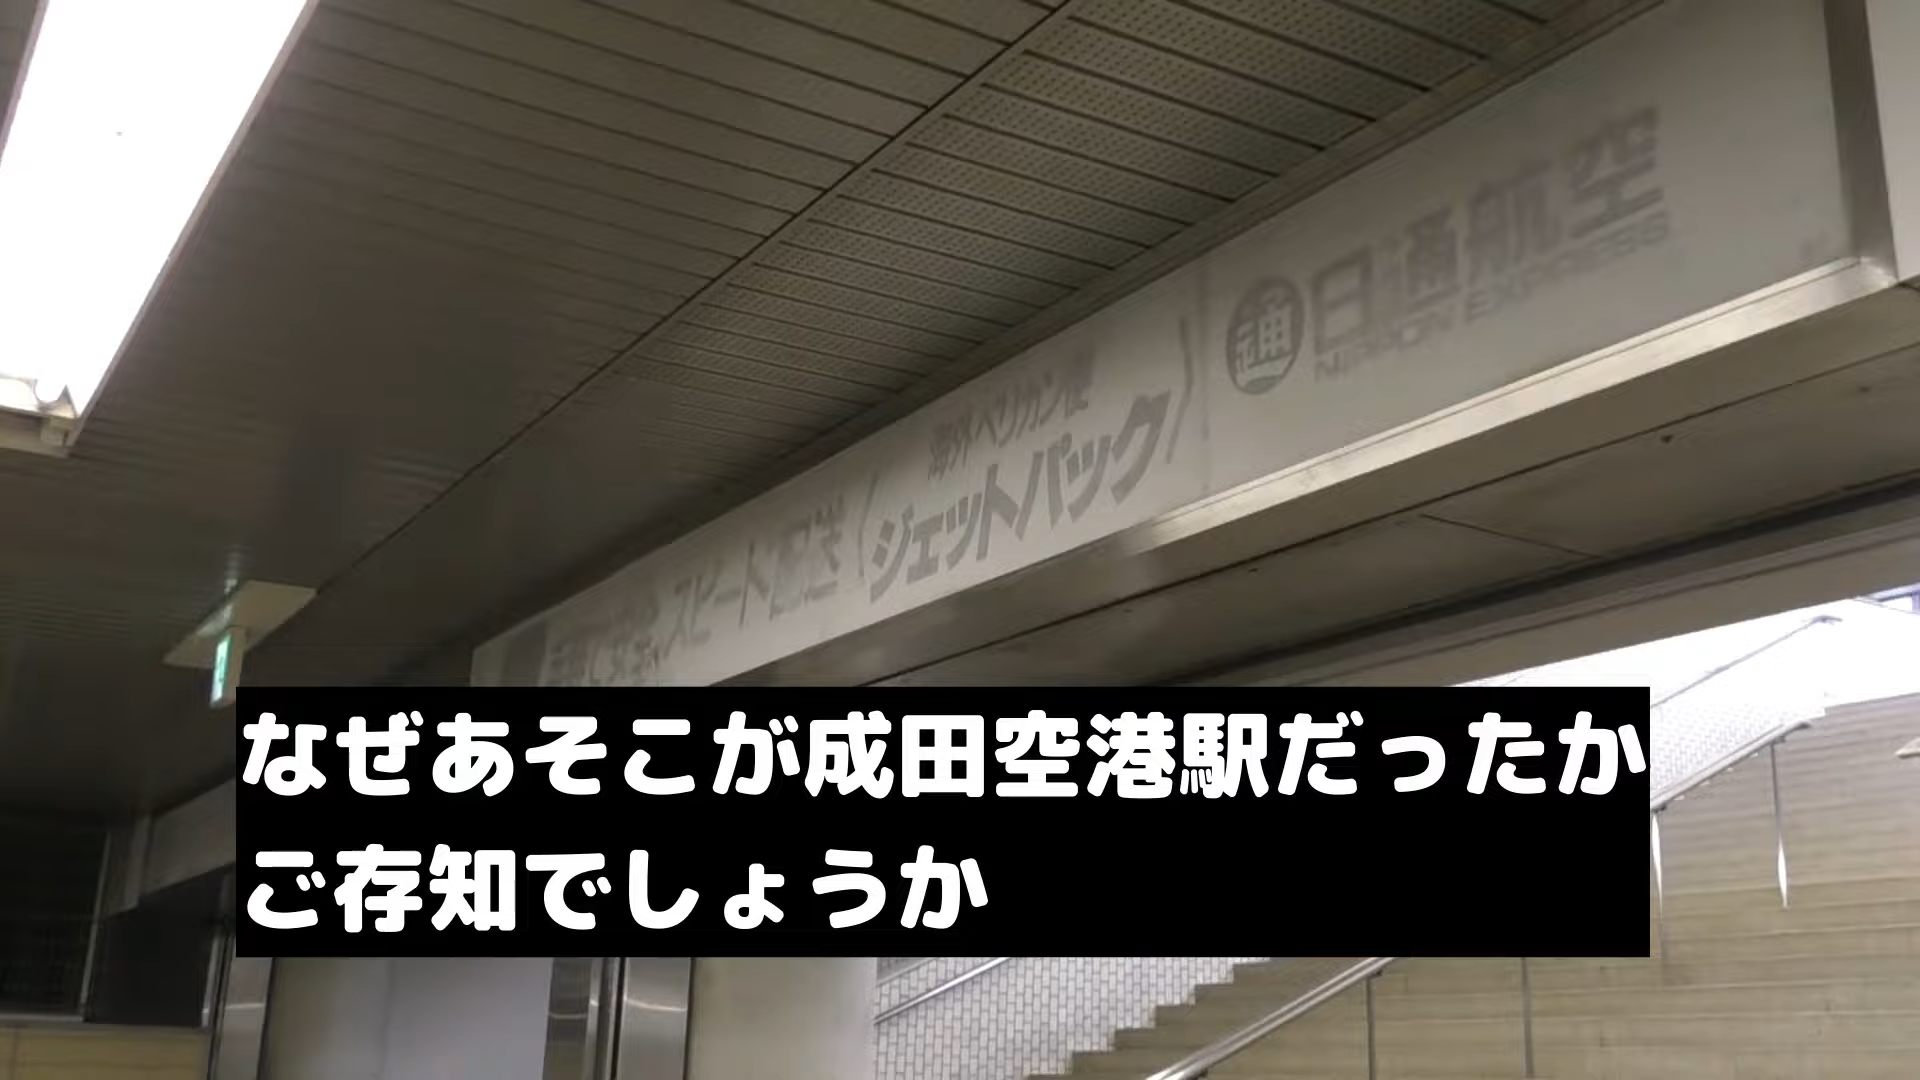 日通航空
NIPPON EXPRESS
海外ペリカン便
スピード配送
ジェットパック
なぜあそこが成田空港駅だったか
ご存知でしょうか